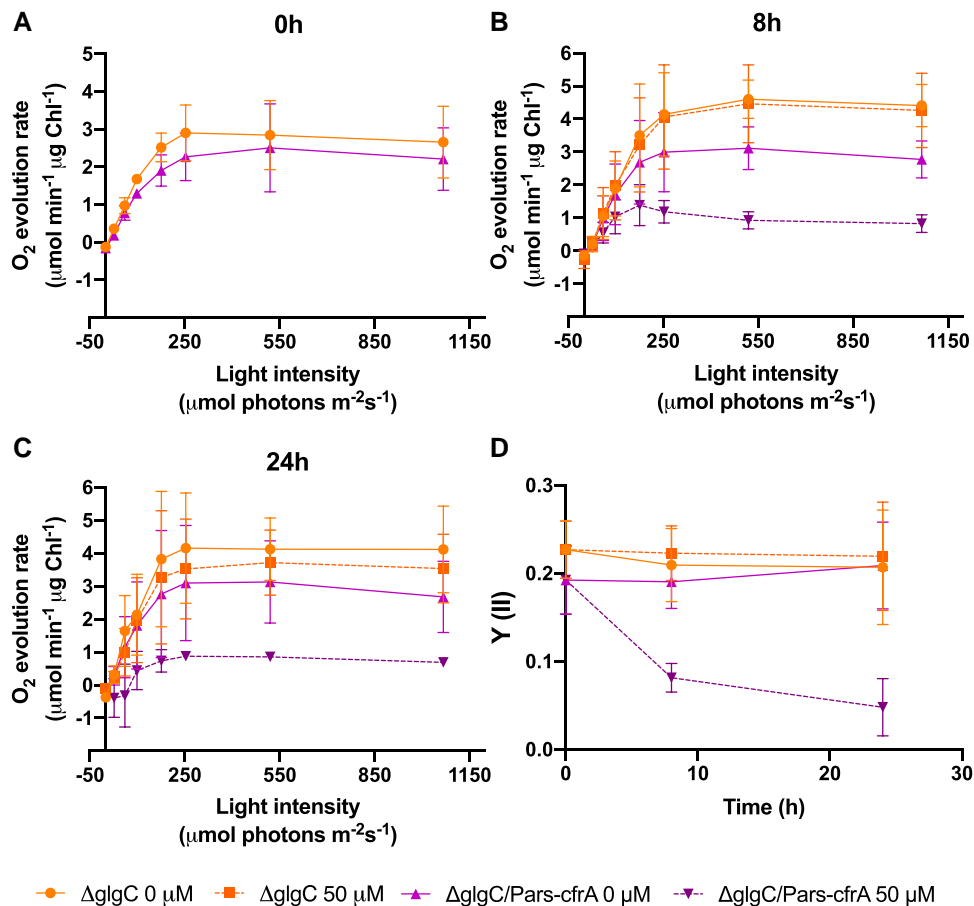 A
0h
O2 evolution rate
(μmol min-1 μg Chl-1)
5
4
3
2
1
0
-1
-50
250
550
850
1150
Light intensity
(μmol photons m-2s-1)
B
8h
O2 evolution rate
(μmol min-1 μg Chl-1)
6
5
4
3
2
1
0
-1
-50
250
550
850
1150
Light intensity
(μmol photons m-2s-1)
C
24h
O2 evolution rate
(μmol min-1 μg Chl-1)
6
5
4
3
2
1
0
-1
-50
250
550
850
1150
Light intensity
(μmol photons m-2s-1)
D
Y (II)
0.3
0.2
0.1
0.0
0
10
20
30
Time (h)
ΔglgC 0 μM ΔglgC 50 μM ΔglgC/Pars-cfrA 0 μM ΔglgC/Pars-cfrA 50 μM